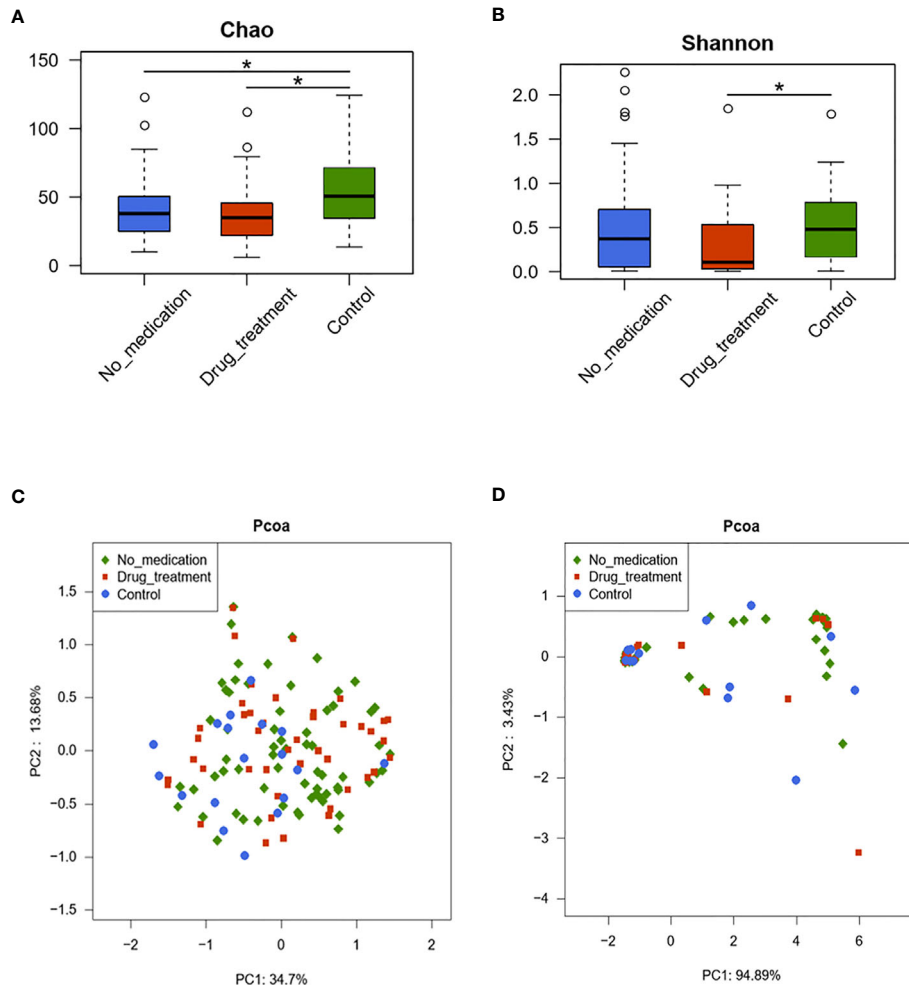 A
Chao
150
100
50
0
*
*
No_medication
Drug_treatment
Control
B
Shannon
2.0
1.5
1.0
0.5
0.0
*
No_medication
Drug_treatment
Control
C
Pcoa
No_medication
Drug_treatment
Control
PC2 : 13.68%
1.5
1.0
0.5
0.0
−0.5
−1.0
−1.5
−2
−1
0
1
2
PC1: 34.7%
D
Pcoa
No_medication
Drug_treatment
Control
PC2 : 3.43%
1
0
−1
−2
−3
−4
−2
0
2
4
6
PC1: 94.89%